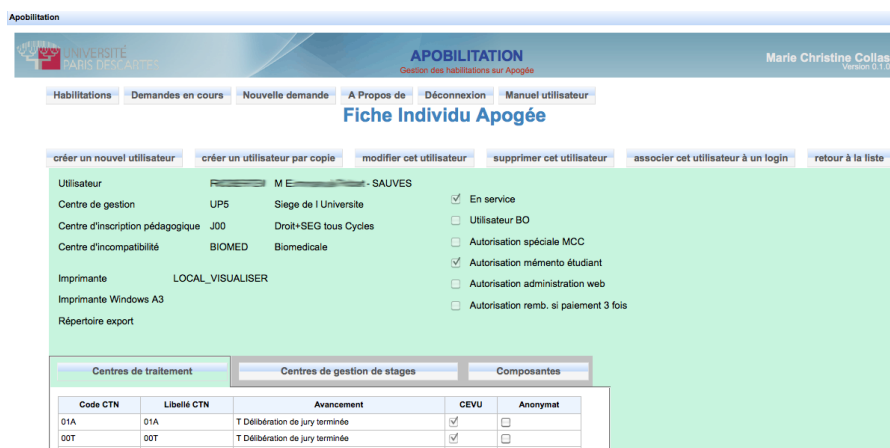 Apobilitation
UNIVERSITÉ
PARIS DESCARTES
APOBILITATION
Gestion des habilitations sur Apogée
Marie Christine Collas
Version 0.1.0
Habilitations Demandes en cours Nouvelle demande A Propos de Déconnexion Manuel utilisateur
Fiche Individu Apogée
créer un nouvel utilisateur créer un utilisateur par copie modifier cet utilisateur supprimer cet utilisateur associer cet utilisateur à un login retour à la liste
Utilisateur M - SAUVES
Centre de gestion UP5 Siege de l Universite
Centre d'inscription pédagogique J00 Droit+SEG tous Cycles
Centre d'incompatibilité BIOMED Biomedicale
Imprimante LOCAL_VISUALISER
Imprimante Windows A3
Répertoire export
En service
Utilisateur BO
Autorisation spéciale MCC
Autorisation mémento étudiant
Autorisation administration web
Autorisation remb. si paiement 3 fois
Centres de traitement Centres de gestion de stages Composantes
Code CTN Libellé CTN Avancement CEVU Anonymat
01A 01A T Délibération de jury terminée
00T 00T T Délibération de jury terminée